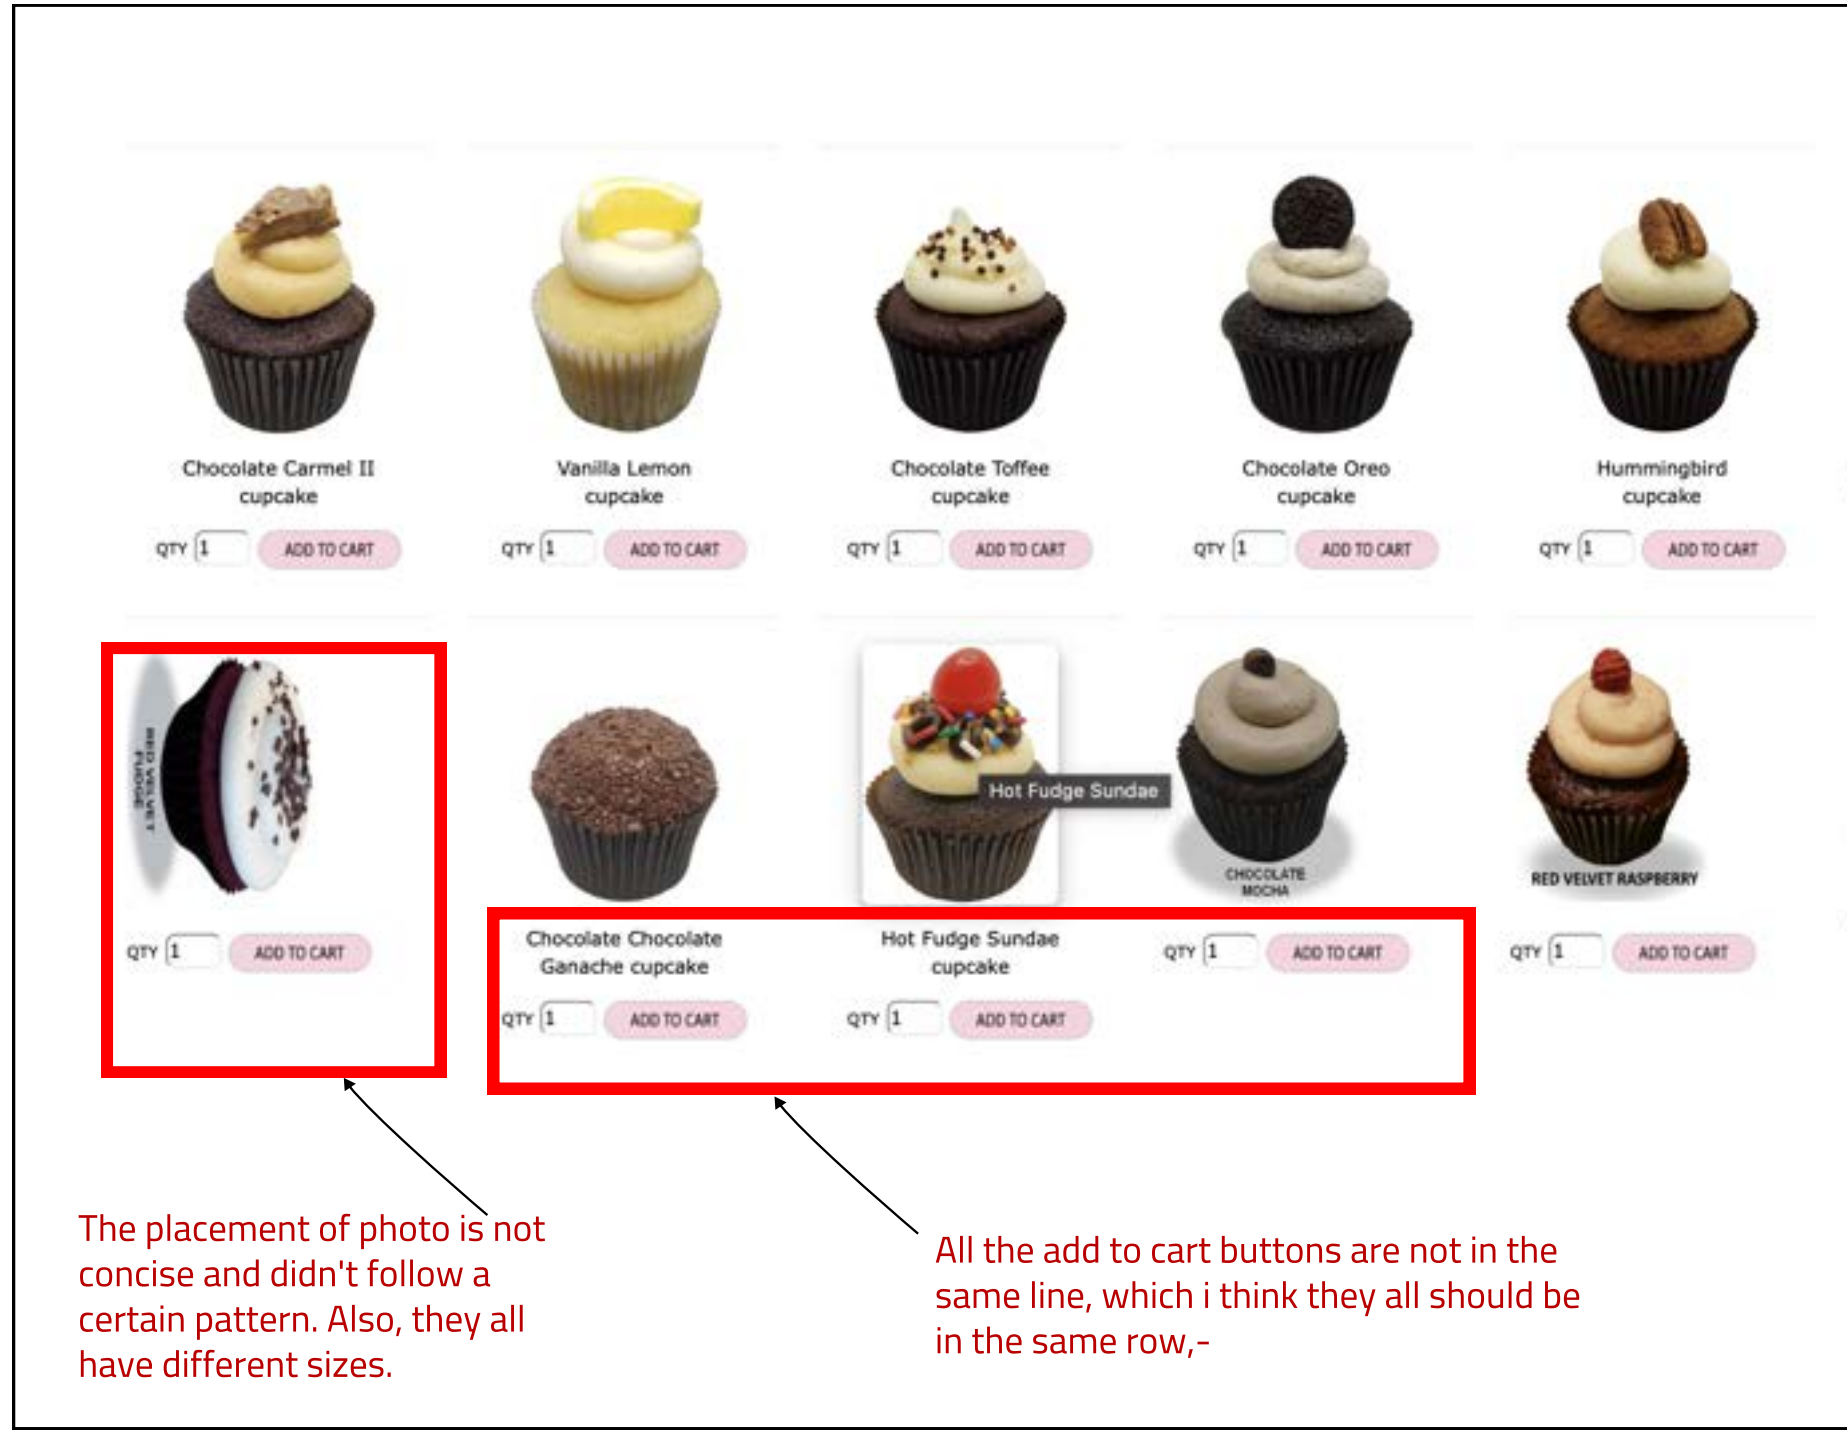 Chocolate Carmel II
cupcake
Vanilla Lemon
cupcake
Chocolate Toffee
cupcake
Chocolate Oreo
cupcake
Hummingbird
cupcake
QTY 1 ADD TO CART
QTY 1 ADD TO CART
QTY 1 ADD TO CART
QTY 1 ADD TO CART
QTY 1 ADD TO CART
RED VELVET
FUDGE
Hot Fudge Sundae
CHOCOLATE
MOCHA
RED VELVET RASPBERRY
QTY 1 ADD TO CART
Chocolate Chocolate
Ganache cupcake
QTY 1 ADD TO CART
Hot Fudge Sundae
cupcake
QTY 1 ADD TO CART
QTY 1 ADD TO CART
QTY 1 ADD TO CART
The placement of photo is not
concise and didn't follow a
certain pattern. Also, they all
have different sizes.
All the add to cart buttons are not in the
same line, which i think they all should be
in the same row,-